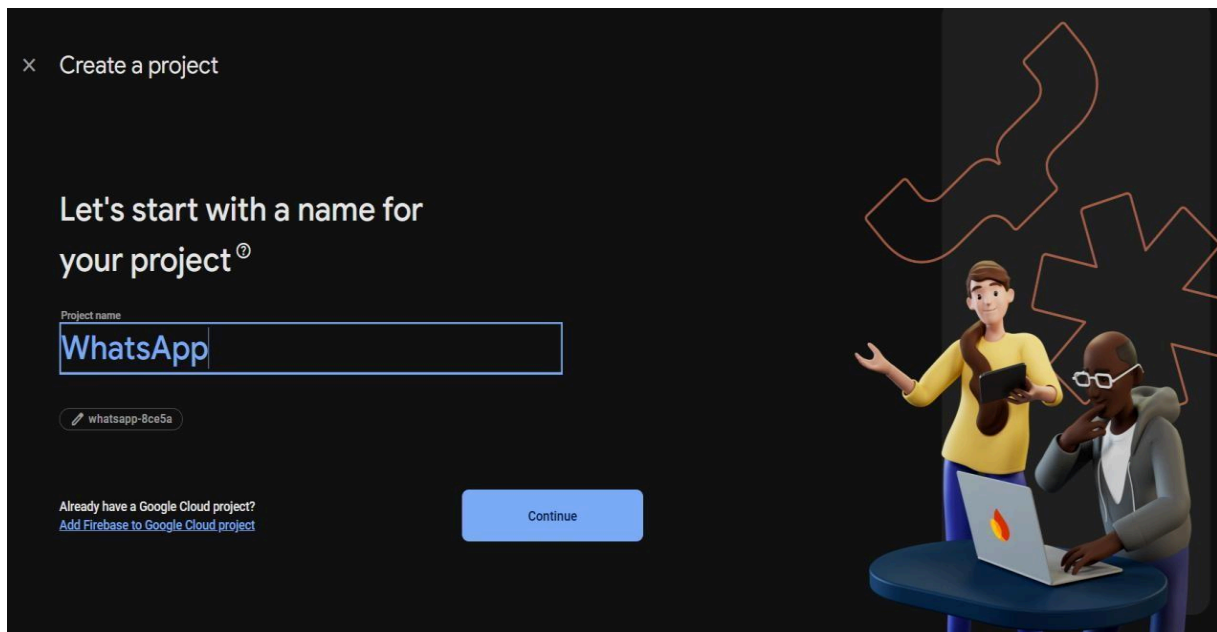 Create a project
Let's start with a name for
your project
Project name
WhatsApp
whatsapp-8ce5a
Already have a Google Cloud project?
Add Firebase to Google Cloud project
Continue